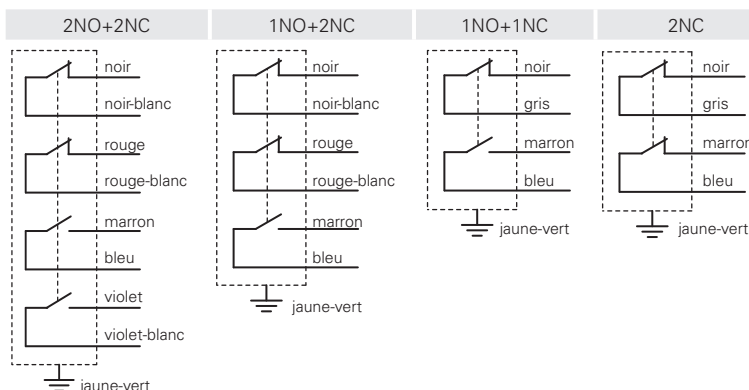 2NO+2NC
noir
noir-blanc
rouge
rouge-blanc
marron
bleu
violet
violet-blanc
jaune-vert
1NO+2NC
noir
noir-blanc
rouge
rouge-blanc
marron
bleu
jaune-vert
1NO+1NC
noir
gris
marron
bleu
jaune-vert
2NC
noir
gris
marron
bleu
jaune-vert